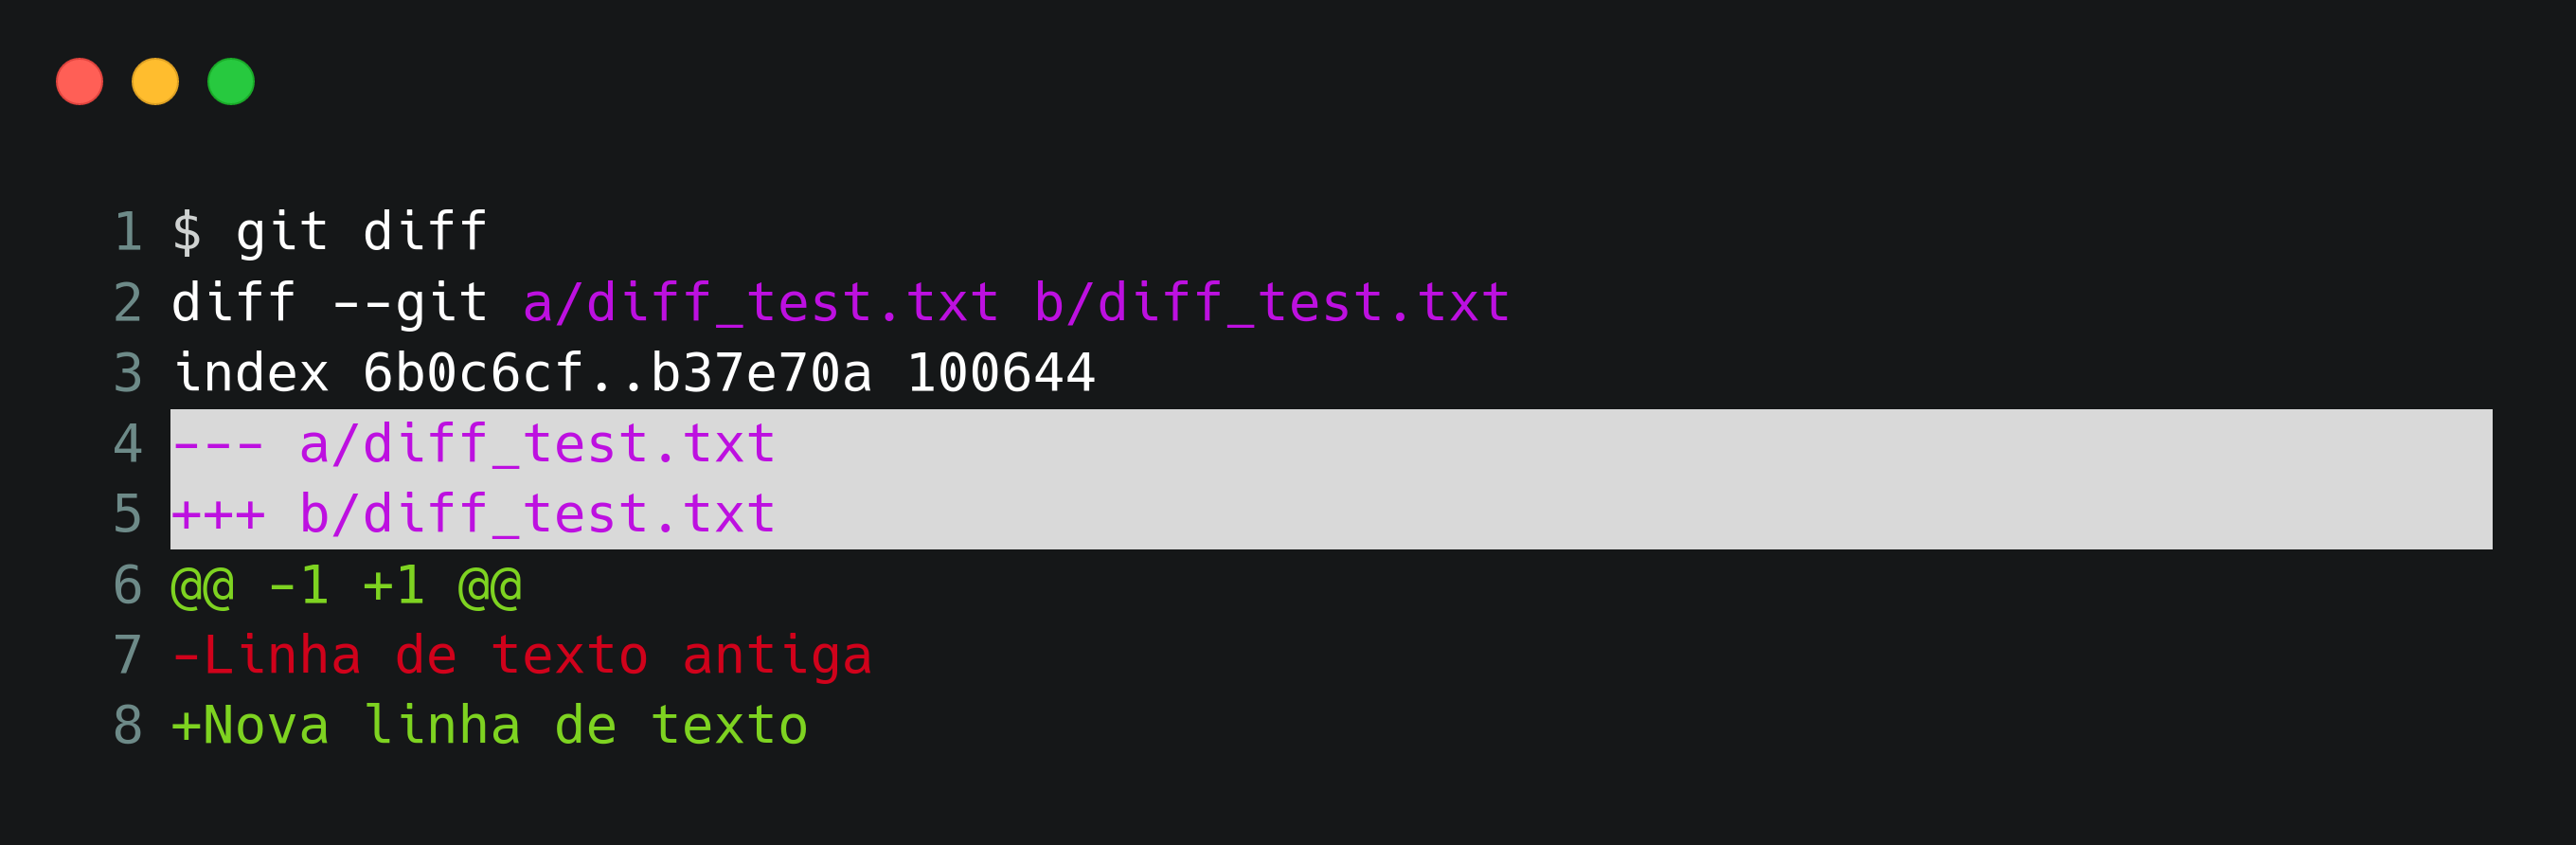 1 $ git diff
2 diff --git a/diff_test.txt b/diff_test.txt
3 index 6b0c6cf..b37e70a 100644
4 --- a/diff_test.txt
5 +++ b/diff_test.txt
6 @@ -1 +1 @@
7 -Linha de texto antiga
8 +Nova linha de texto